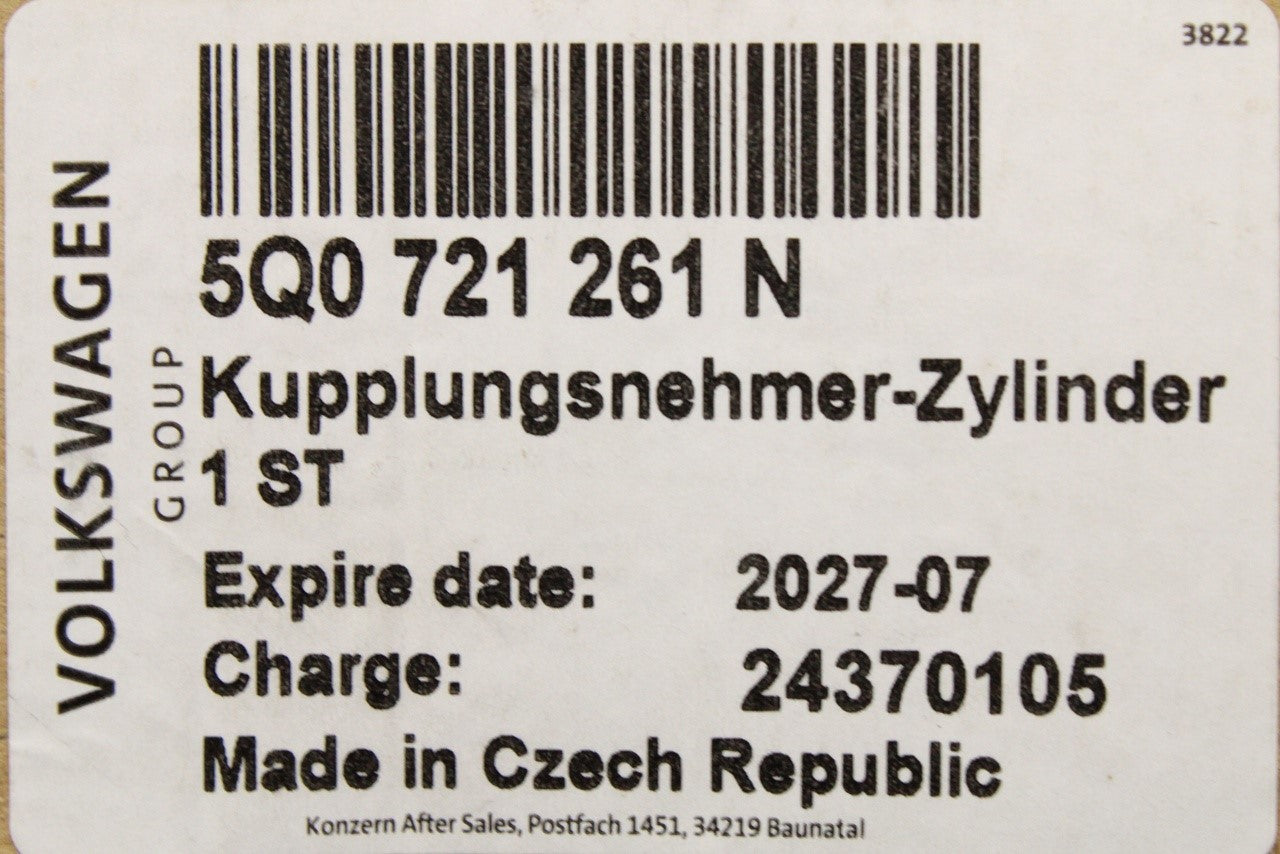 3822
VOLKSWAGEN
GROUP
5Q0 721 261 N
Kupplungsnehmer-Zylinder
1 ST
Expire date: 2027-07
Charge: 24370105
Made in Czech Republic
Konzern After Sales, Postfach 1451, 34219 Baunatal